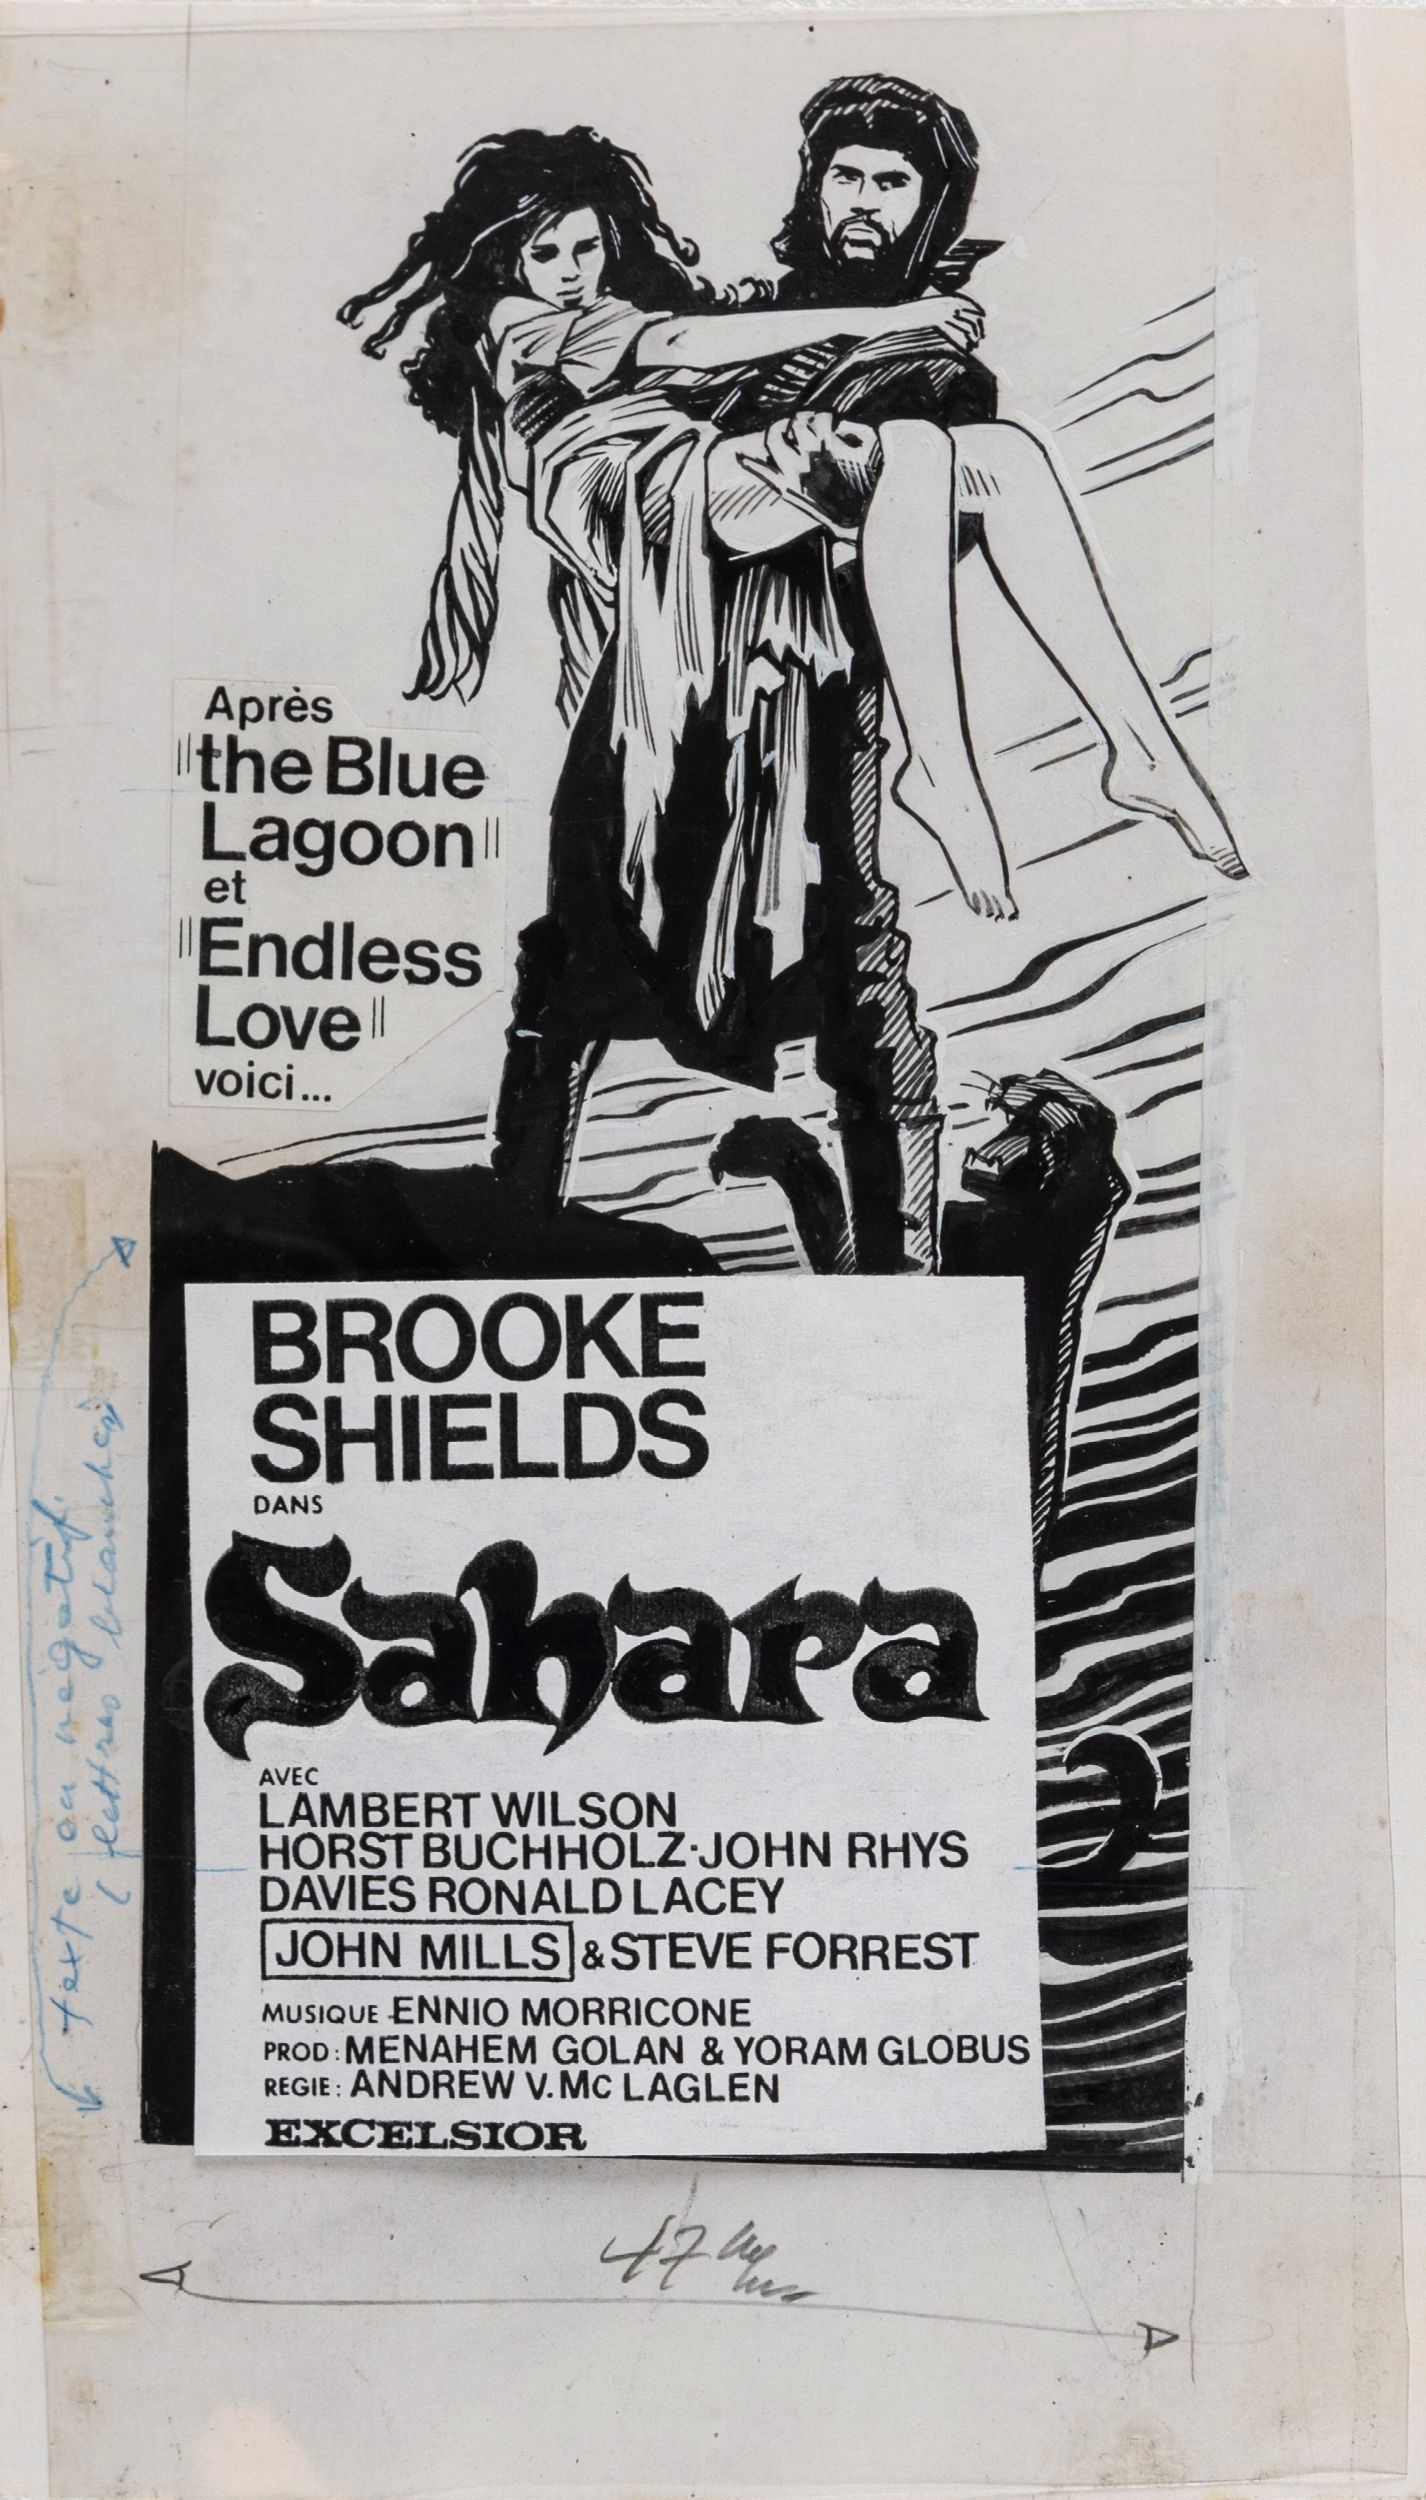 Après
"the Blue
Lagoon"
et
"Endless
Love"
voici...
BROOKE
SHIELDS
DANS
Sahara
AVEC
LAMBERT WILSON
HORST BUCHHOLZ·JOHN RHYS
DAVIES RONALD LACEY
JOHN MILLS & STEVE FORREST
MUSIQUE ENNIO MORRICONE
PROD: MENAHEM GOLAN & YORAM GLOBUS
REGIE: ANDREW V. Mc LAGLEN
EXCELSIOR
texte en négatif
(lettres blanches)
47